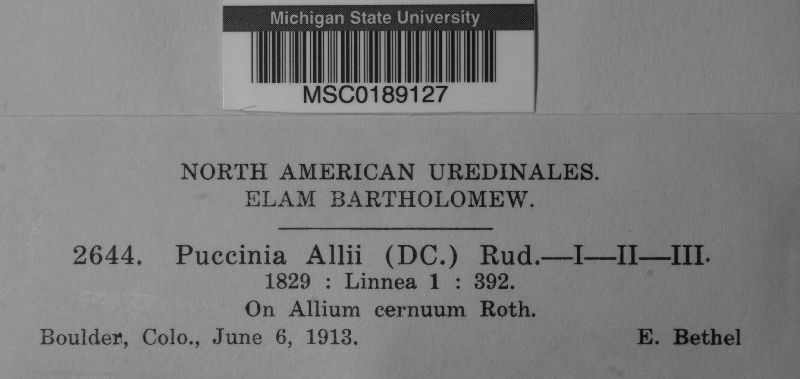 Michigan State University
MSC0189127
NORTH AMERICAN UREDINALES.
ELAM BARTHOLOMEW.
2644. Puccinia Allii (DC.) Rud.—I—II—III.
1829 : Linnea 1 : 392.
On Allium cernuum Roth.
Boulder, Colo., June 6, 1913. E. Bethel